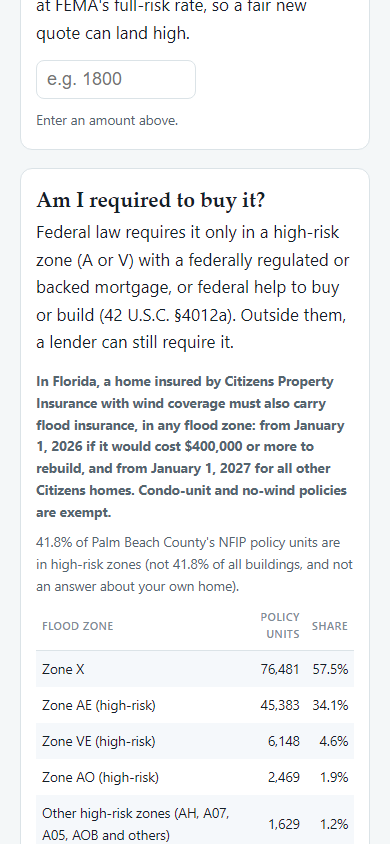 at FEMA's full-risk rate, so a fair new
quote can land high.
e.g. 1800
Enter an amount above.
Am I required to buy it?
Federal law requires it only in a high-risk
zone (A or V) with a federally regulated or
backed mortgage, or federal help to buy
or build (42 U.S.C. §4012a). Outside them,
a lender can still require it.
In Florida, a home insured by Citizens Property
Insurance with wind coverage must also carry
flood insurance, in any flood zone: from January
1, 2026 if it would cost $400,000 or more to
rebuild, and from January 1, 2027 for all other
Citizens homes. Condo-unit and no-wind policies
are exempt.
41.8% of Palm Beach County's NFIP policy units are
in high-risk zones (not 41.8% of all buildings, and not
an answer about your own home).
FLOOD ZONE POLICY UNITS SHARE
Zone X 76,481 57.5%
Zone AE (high-risk) 45,383 34.1%
Zone VE (high-risk) 6,148 4.6%
Zone AO (high-risk) 2,469 1.9%
Other high-risk zones (AH, A07,
A05, AOB and others) 1,629 1.2%